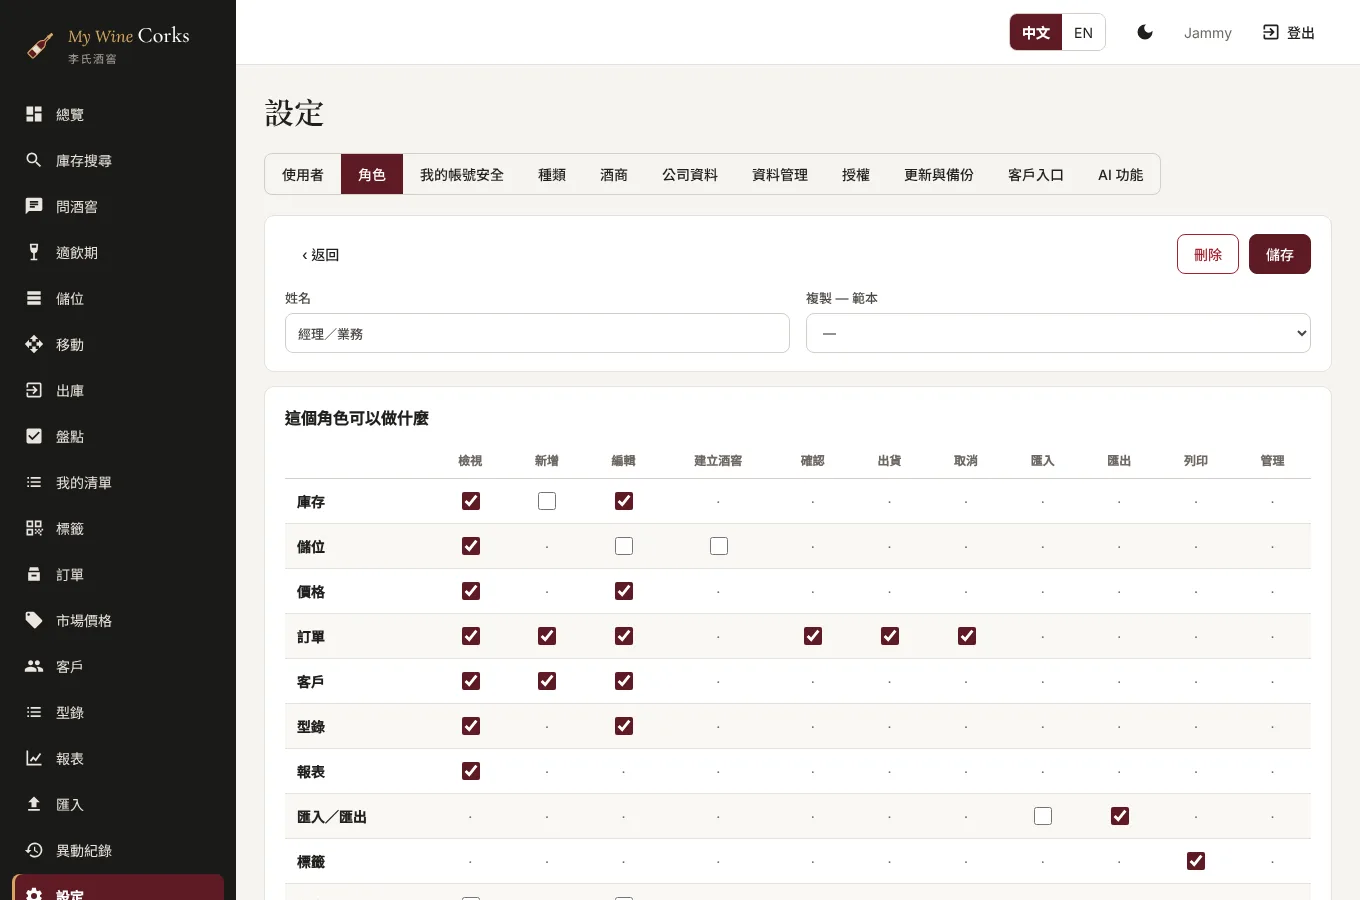 My Wine Corks
李氏酒窖
中文
EN
Jammy
登出
總覽
庫存搜尋
問酒窖
適飲期
儲位
移動
出庫
盤點
我的清單
標籤
訂單
市場價格
客戶
型錄
報表
匯入
異動紀錄
設定
設定
使用者 角色 我的帳號安全 種類 酒商 公司資料 資料管理 授權 更新與備份 客戶入口 AI 功能
‹ 返回
刪除 儲存
姓名
複製 — 範本
經理／業務
—
這個角色可以做什麼
檢視 新增 編輯 建立酒窖 確認 出貨 取消 匯入 匯出 列印 管理
庫存 · · · · · · · ·
儲位 · · · · · · · ·
價格 · · · · · · · · ·
訂單 · · · · ·
客戶 · · · · · · · ·
型錄 · · · · · · · · ·
報表 · · · · · · · · · ·
匯入／匯出 · · · · · · · · ·
標籤 · · · · · · · · · ·